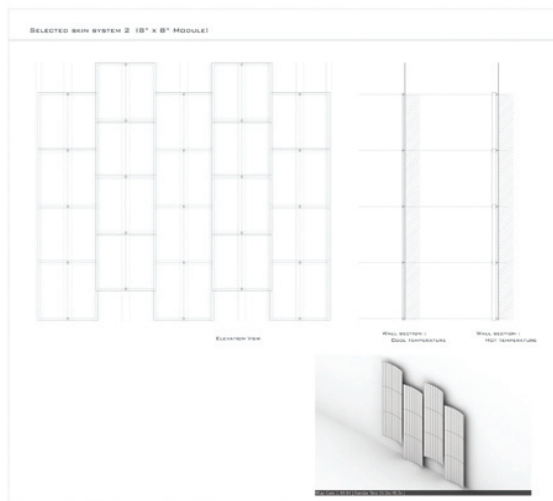 SELECTED SKIN SYSTEM 2 (8" x 8" MODULE)
ELEVATION VIEW
WALL SECTION :
COOL TEMPERATURE
WALL SECTION :
HOT TEMPERATURE